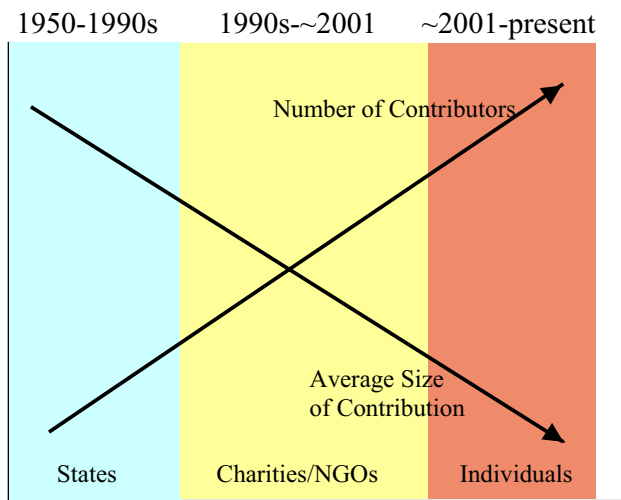 1950-1990s 1990s-~2001 ~2001-present
Number of Contributors
Average Size
of Contribution
States Charities/NGOs Individuals